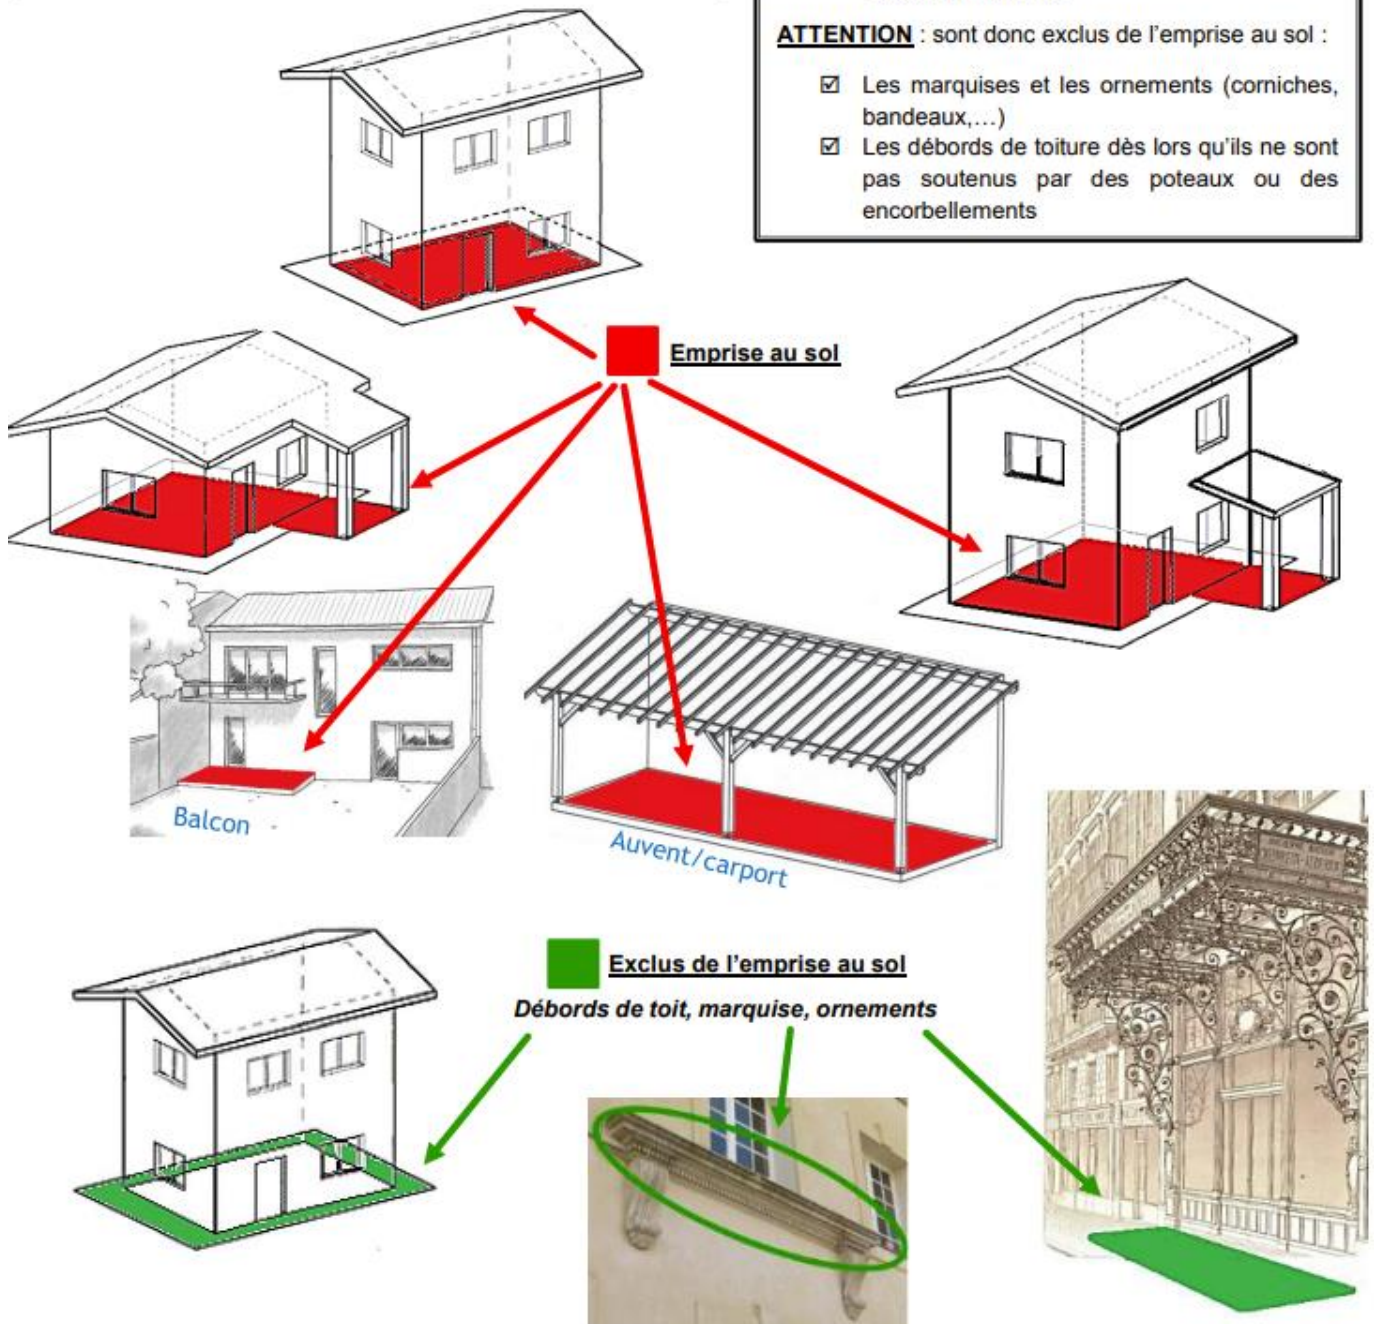 ATTENTION : sont donc exclus de l'emprise au sol :
☑ Les marquises et les ornements (corniches,
bandeaux,...)
☑ Les débords de toiture dès lors qu'ils ne sont
pas soutenus par des poteaux ou des
encorbellements
Emprise au sol
Balcon
Auvent/carport
Exclus de l'emprise au sol
Débords de toit, marquise, ornements